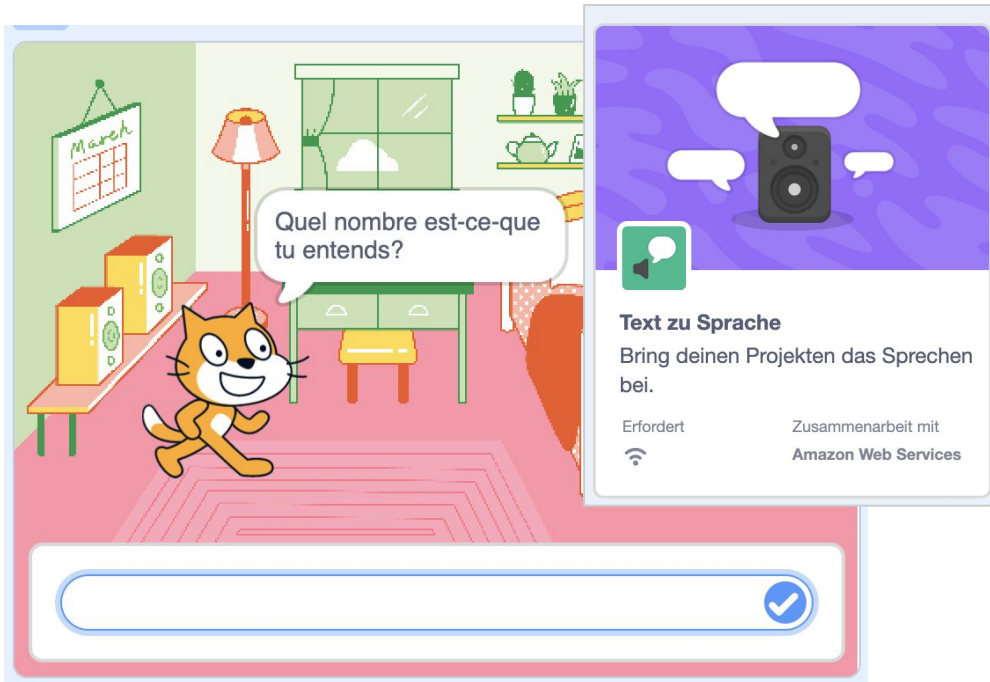 March
Quel nombre est-ce-que
tu entends?
Text zu Sprache
Bring deinen Projekten das Sprechen
bei.
Erfordert
Zusammenarbeit mit
Amazon Web Services